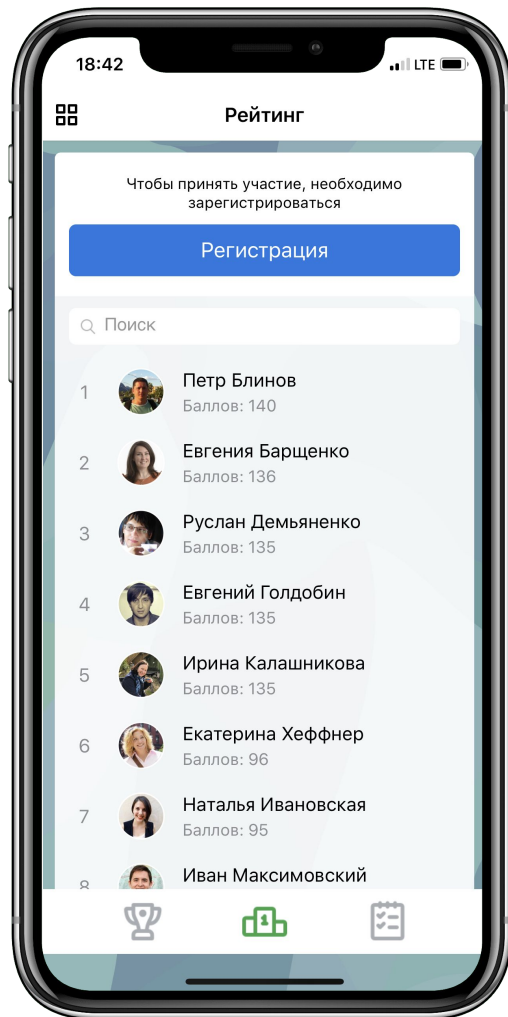 18:42
LTE
Рейтинг
Чтобы принять участие, необходимо
зарегистрироваться
Регистрация
Поиск
1
Петр Блинов
Баллов: 140
2
Евгения Барщенко
Баллов: 136
3
Руслан Демьяненко
Баллов: 135
4
Евгений Голдобин
Баллов: 135
5
Ирина Калашникова
Баллов: 135
6
Екатерина Хеффнер
Баллов: 96
7
Наталья Ивановская
Баллов: 95
8
Иван Максимовский
1